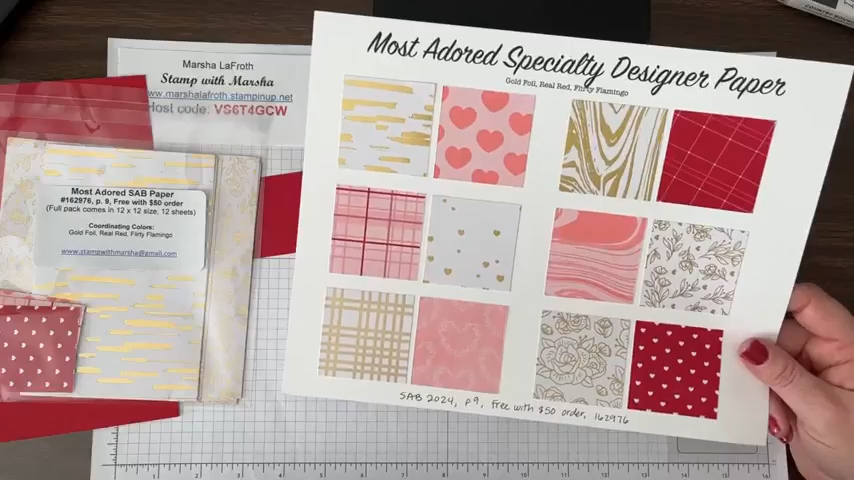 Marsha LaFroth
Stamp with Marsha
www.marshalafroth.stampinup.net
Host code: VS6T4GCW
Most Adored SAB Paper
#162976, p. 9, Free with $50 order
(Full pack comes in 12 x 12 size, 12 sheets)
Coordinating Colors:
Gold Foil, Real Red, Flirty Flamingo
www.stampwithmarsha@gmail.com
Most Adored Specialty Designer Paper
Gold Foil, Real Red, Flirty Flamingo
SAB 2024, p9, Free with $50 order, 162976